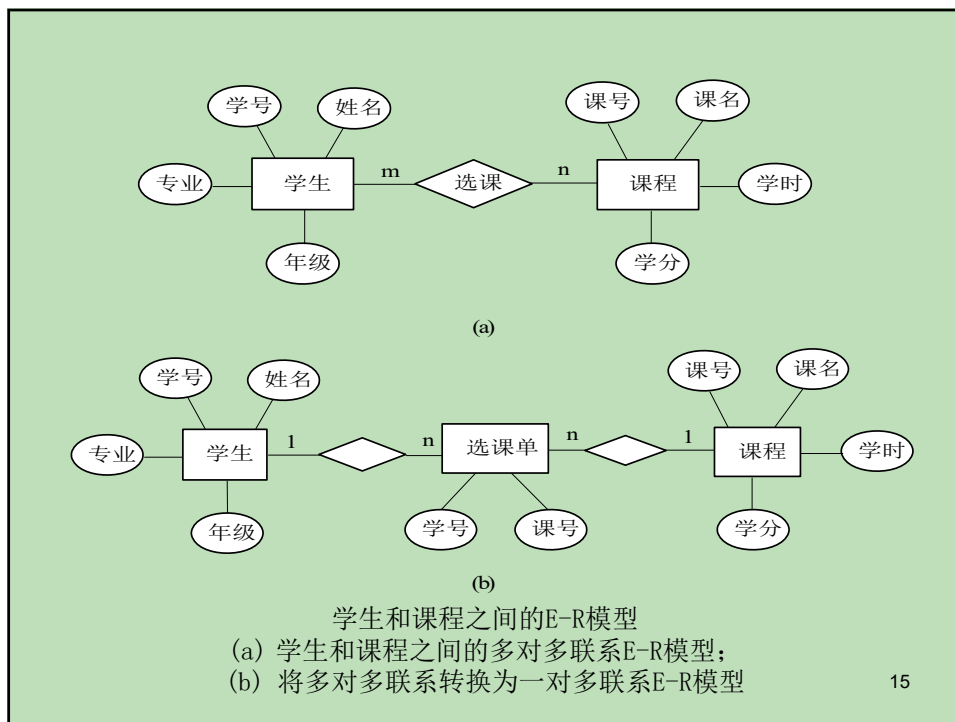 学号
姓名
课号
课名
专业
学生
m
选课
n
课程
学时
年级
学分
(a)
学号
姓名
课号
课名
专业
学生
1
n
选课单
n
1
课程
学时
年级
学号
课号
学分
(b)
学生和课程之间的E-R模型
(a) 学生和课程之间的多对多联系E-R模型;
(b) 将多对多联系转换为一对多联系E-R模型
15